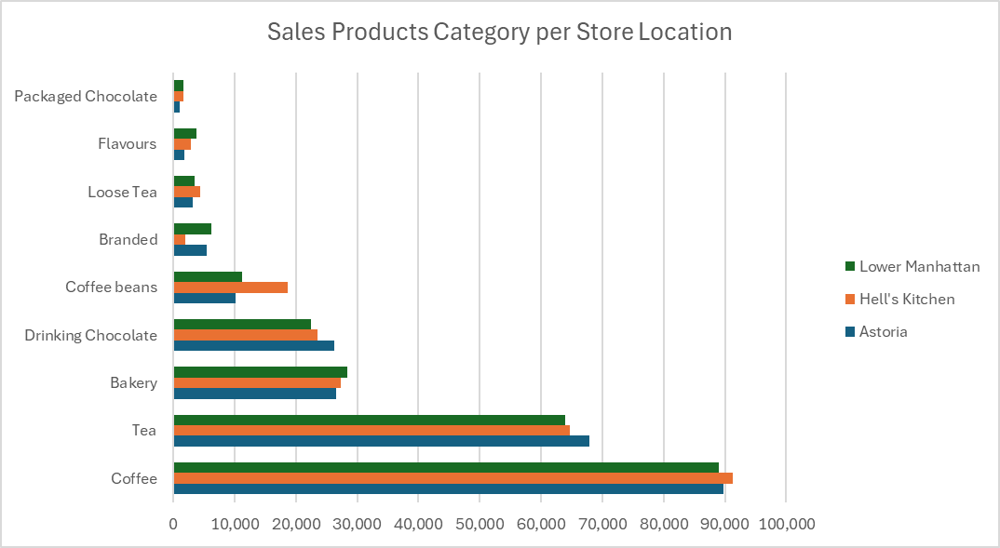 Sales Products Category per Store Location
Packaged Chocolate
Flavours
Loose Tea
Branded
Coffee beans
Drinking Chocolate
Bakery
Tea
Coffee
0 10,000 20,000 30,000 40,000 50,000 60,000 70,000 80,000 90,000 100,000
Lower Manhattan
Hell's Kitchen
Astoria